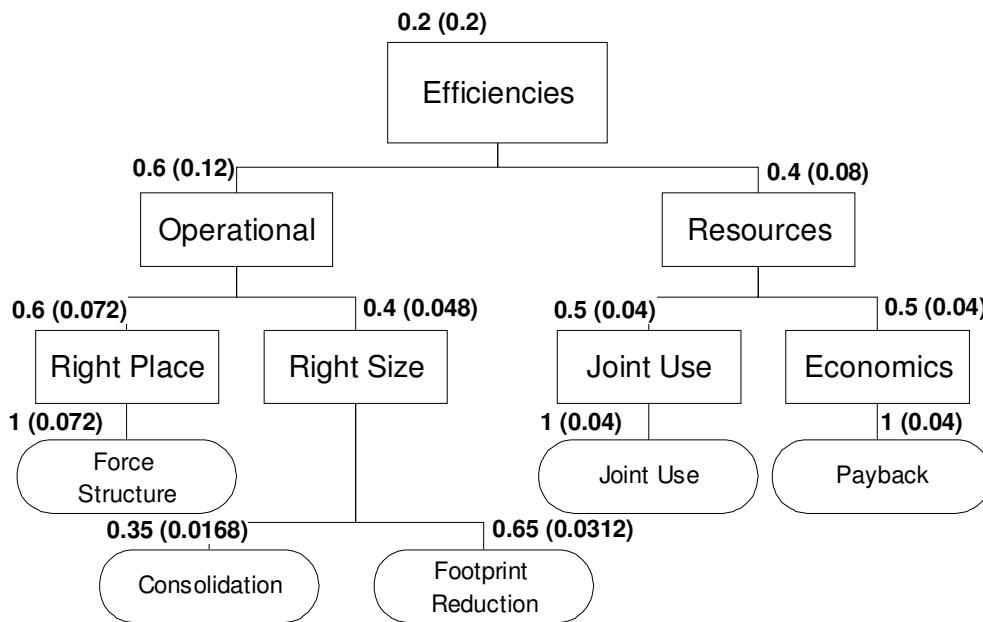 0.2 (0.2)
Efficiencies
0.6 (0.12)
0.4 (0.08)
Operational
Resources
0.6 (0.072)
0.4 (0.048)
0.5 (0.04)
0.5 (0.04)
Right Place
Right Size
Joint Use
Economics
1 (0.072)
1 (0.04)
1 (0.04)
Force
Structure
Joint Use
Payback
0.35 (0.0168)
0.65 (0.0312)
Consolidation
Footprint
Reduction